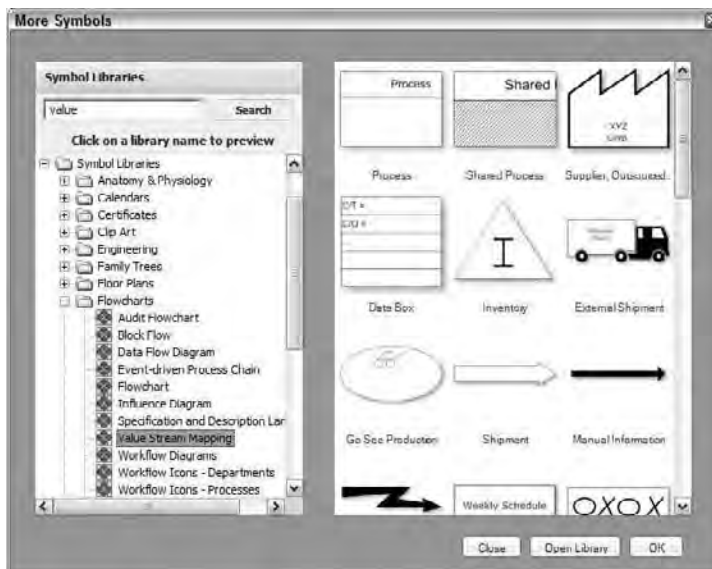 More Symbols
Symbol Libraries
value
Search
Click on a library name to preview
Symbol Libraries
Anatomy & Physiology
Calendars
Certificates
Clip Art
Engineering
Family Trees
Floor Plans
Flowcharts
Audit Flowchart
Block Flow
Data Flow Diagram
Event-driven Process Chain
Flowchart
Influence Diagram
Specification and Description Lan
Value Stream Mapping
Workflow Diagrams
Workflow Icons - Departments
Workflow Icons - Processes
Process
Shared
XYZ
Corp
Process
Shared Process
Supplier, Outsourced...
C/T =
C/O =
I
Data Box
Inventory
External Shipment
Go See Production
Shipment
Manual Information
Weekly Schedule
OXOX
Close
Open Library
OK